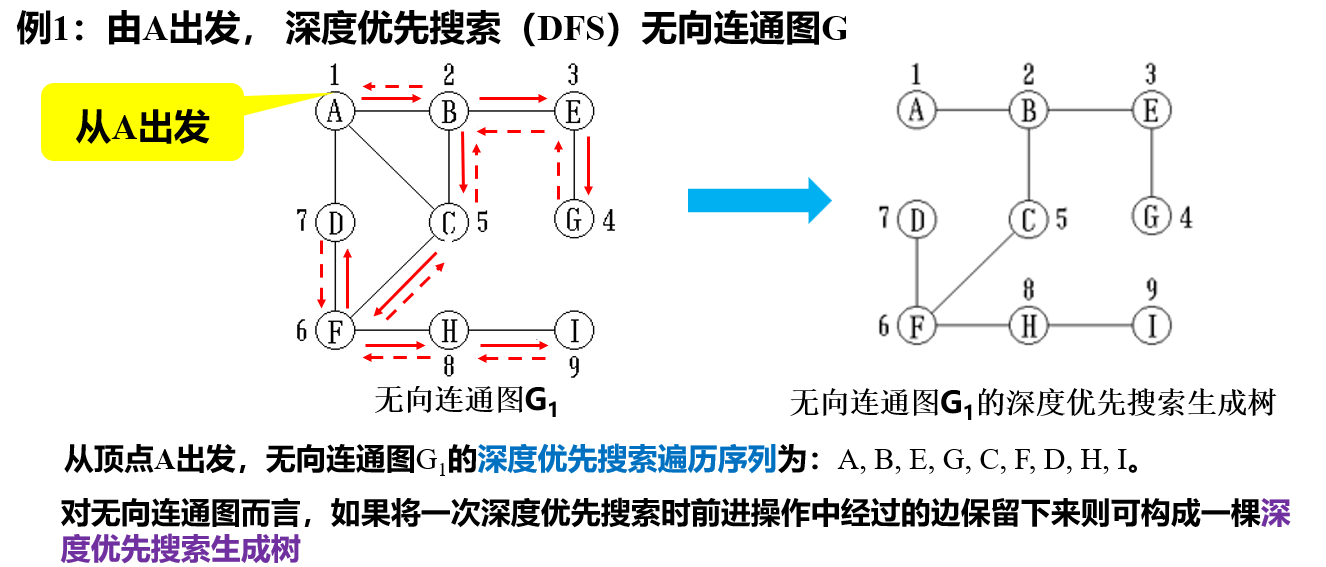 例1：由A出发， 深度优先搜索（DFS）无向连通图G
从A出发
1 2 3
A B E
7 D C 5 G 4
6 F H I
8 9
无向连通图G1
1 2 3
A B E
7 D C 5 G 4
8 9
6 F H I
无向连通图G1的深度优先搜索生成树
从顶点A出发，无向连通图G1的深度优先搜索遍历序列为：A, B, E, G, C, F, D, H, I。
对无向连通图而言，如果将一次深度优先搜索时前进操作中经过的边保留下来则可构成一棵深
度优先搜索生成树